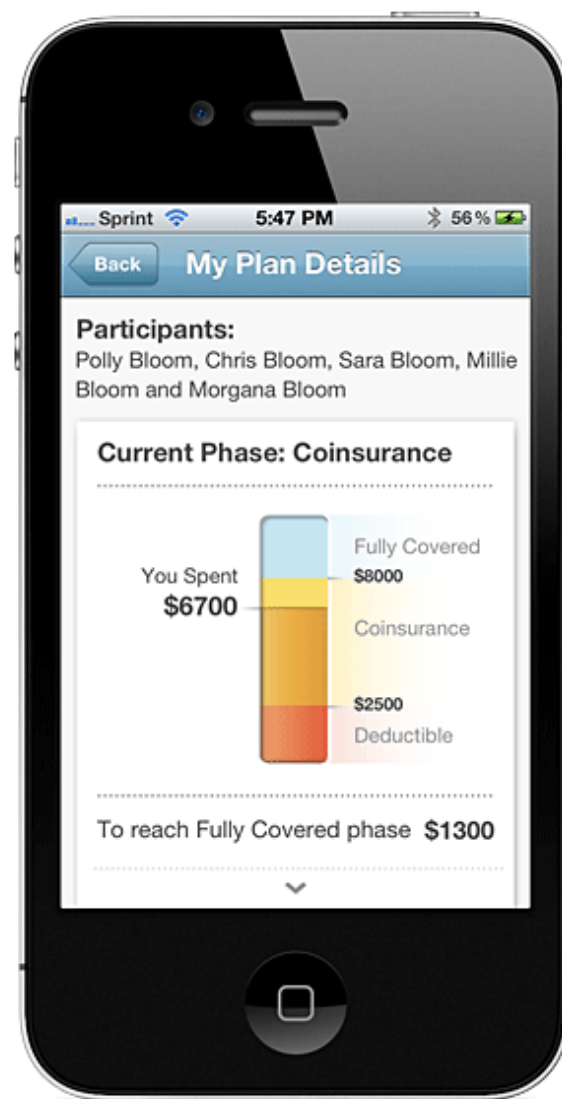 Sprint 5:47 PM 56%
Back My Plan Details
Participants:
Polly Bloom, Chris Bloom, Sara Bloom, Millie
Bloom and Morgana Bloom
Current Phase: Coinsurance
Fully Covered
You Spent $8000
$6700
Coinsurance
$2500
Deductible
To reach Fully Covered phase $1300